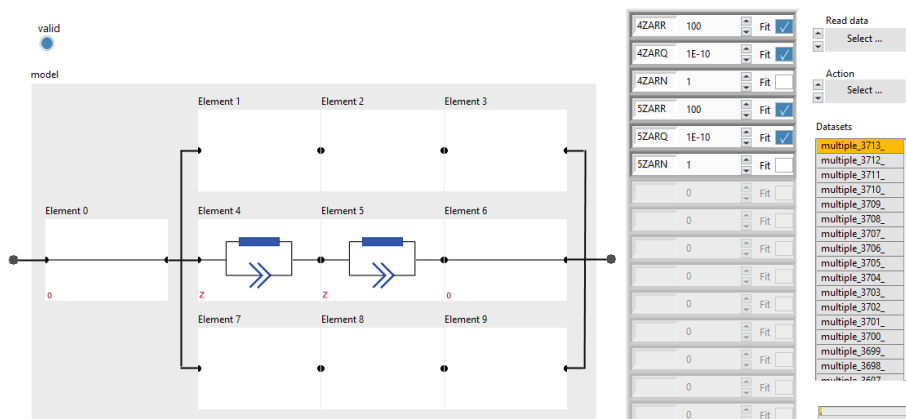 valid
model
Element 1 Element 2 Element 3
Element 0 Element 4 Element 5 Element 6
0 Z Z 0
Element 7 Element 8 Element 9
4ZARR 100 Fit
4ZARQ 1E-10 Fit
4ZARN 1 Fit
5ZARR 100 Fit
5ZARQ 1E-10 Fit
5ZARN 1 Fit
0 Fit
0 Fit
0 Fit
0 Fit
0 Fit
0 Fit
0 Fit
0 Fit
0 Fit
Read data
Select ...
Action
Select ...
Datasets
multiple_3713_
multiple_3712_
multiple_3711_
multiple_3710_
multiple_3709_
multiple_3708_
multiple_3707_
multiple_3706_
multiple_3705_
multiple_3704_
multiple_3703_
multiple_3702_
multiple_3701_
multiple_3700_
multiple_3699_
multiple_3698_